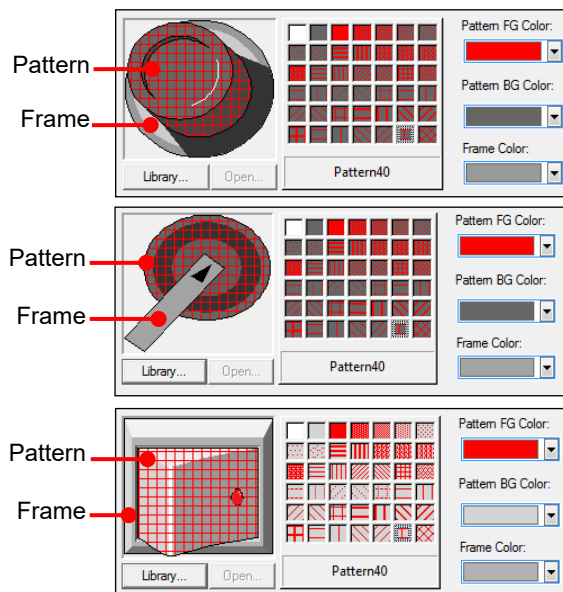 Pattern
Frame
Library...
Open...
Pattern40
Pattern FG Color:
Pattern BG Color:
Frame Color:
Pattern
Frame
Library...
Open...
Pattern40
Pattern FG Color:
Pattern BG Color:
Frame Color:
Pattern
Frame
Library...
Open...
Pattern40
Pattern FG Color:
Pattern BG Color:
Frame Color: